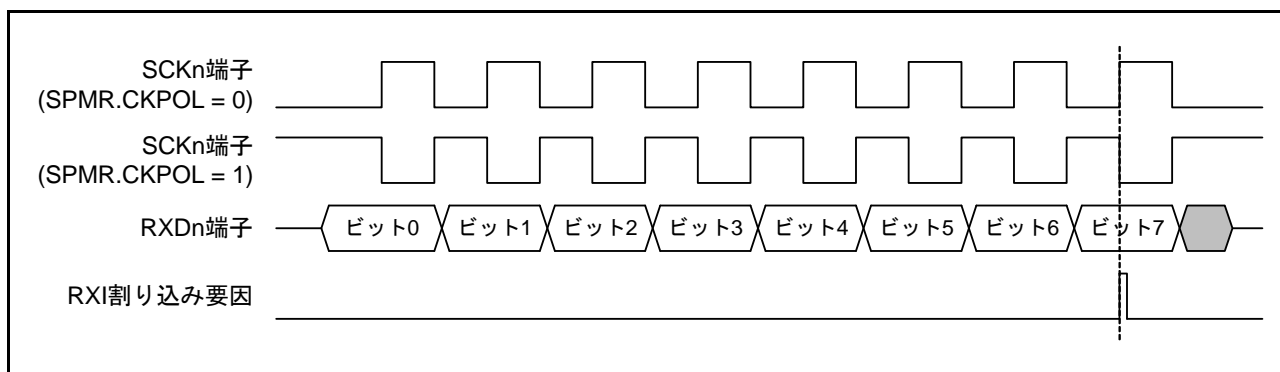 SCKn端子
(SPMR.CKPOL = 0)
SCKn端子
(SPMR.CKPOL = 1)
RXDn端子
ビット0 ビット1 ビット2 ビット3 ビット4 ビット5 ビット6 ビット7
RXI割り込み要因